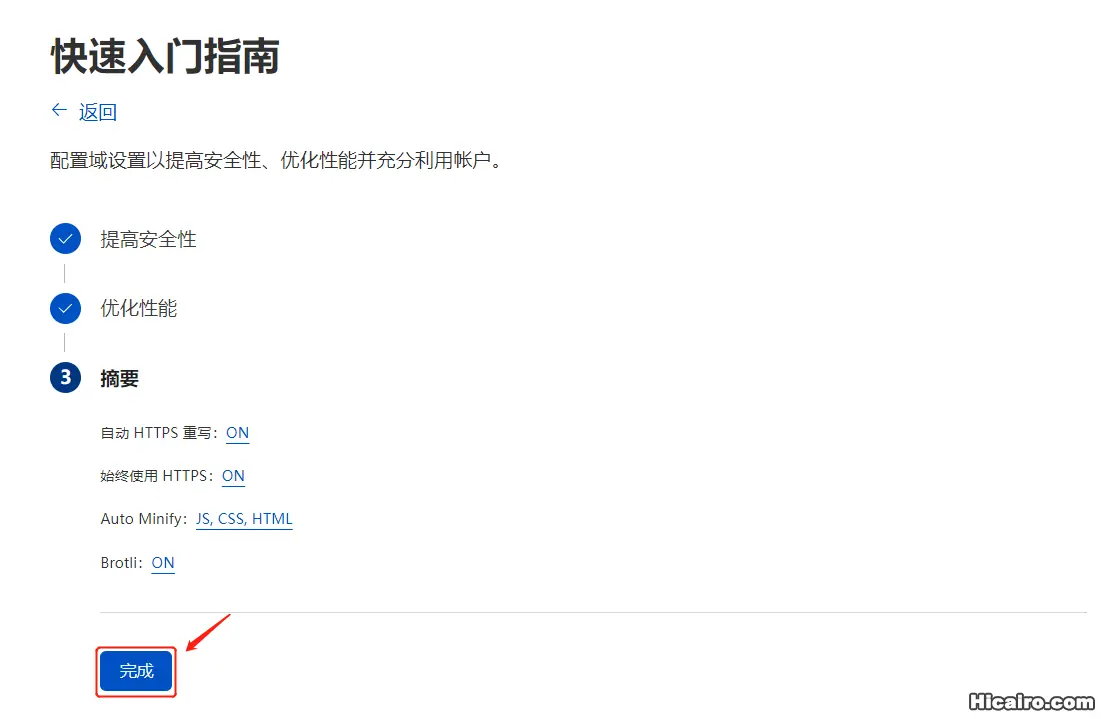 快速入门指南
← 返回
配置域设置以提高安全性、优化性能并充分利用帐户。
提高安全性
优化性能
3 摘要
自动 HTTPS 重写：ON
始终使用 HTTPS：ON
Auto Minify：JS, CSS, HTML
Brotli：ON
完成
Hicairo.com